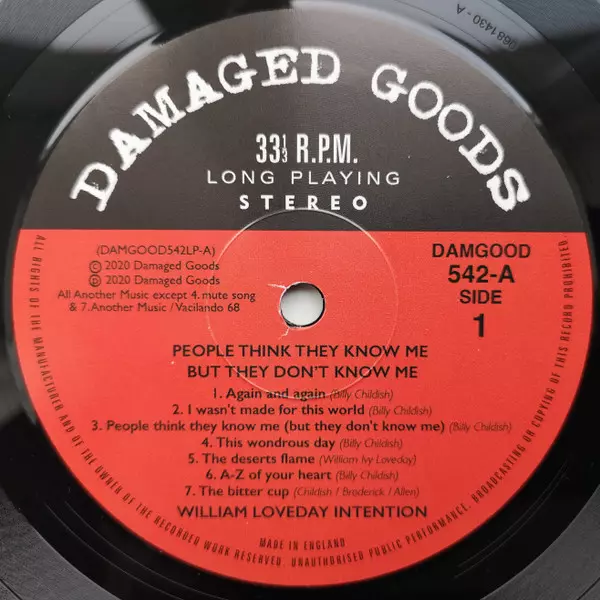 DAMAGED GOODS
33⅓ R.P.M.
LONG PLAYING
STEREO
(DAMGOOD542LP-A)
© 2020 Damaged Goods
℗ 2020 Damaged Goods
All Another Music except 4. mute song
& 7. Another Music / Vacilando 68
DAMGOOD
542-A
SIDE
1
PEOPLE THINK THEY KNOW ME
BUT THEY DON'T KNOW ME
1. Again and again (Billy Childish)
2. I wasn't made for this world (Billy Childish)
3. People think they know me (but they don't know me) (Billy Childish)
4. This wondrous day (Billy Childish)
5. The deserts flame (William Ivy Loveday)
6. A-Z of your heart (Billy Childish)
7. The bitter cup (Childish / Broderick / Allen)
WILLIAM LOVEDAY INTENTION
MADE IN ENGLAND
ALL RIGHTS OF THE MANUFACTURER AND OF THE OWNER OF THE RECORDED WORK RESERVED. UNAUTHORISED PUBLIC PERFORMANCE, BROADCASTING OR COPYING OF THIS RECORD PROHIBITED.